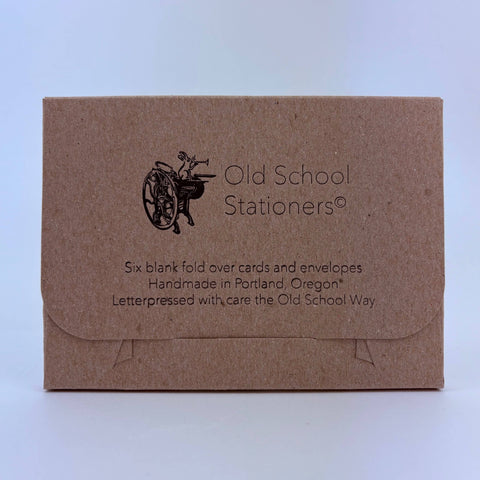 Old School
Stationers©
Six blank fold over cards and envelopes
Handmade in Portland, Oregon*
Letterpressed with care the Old School Way